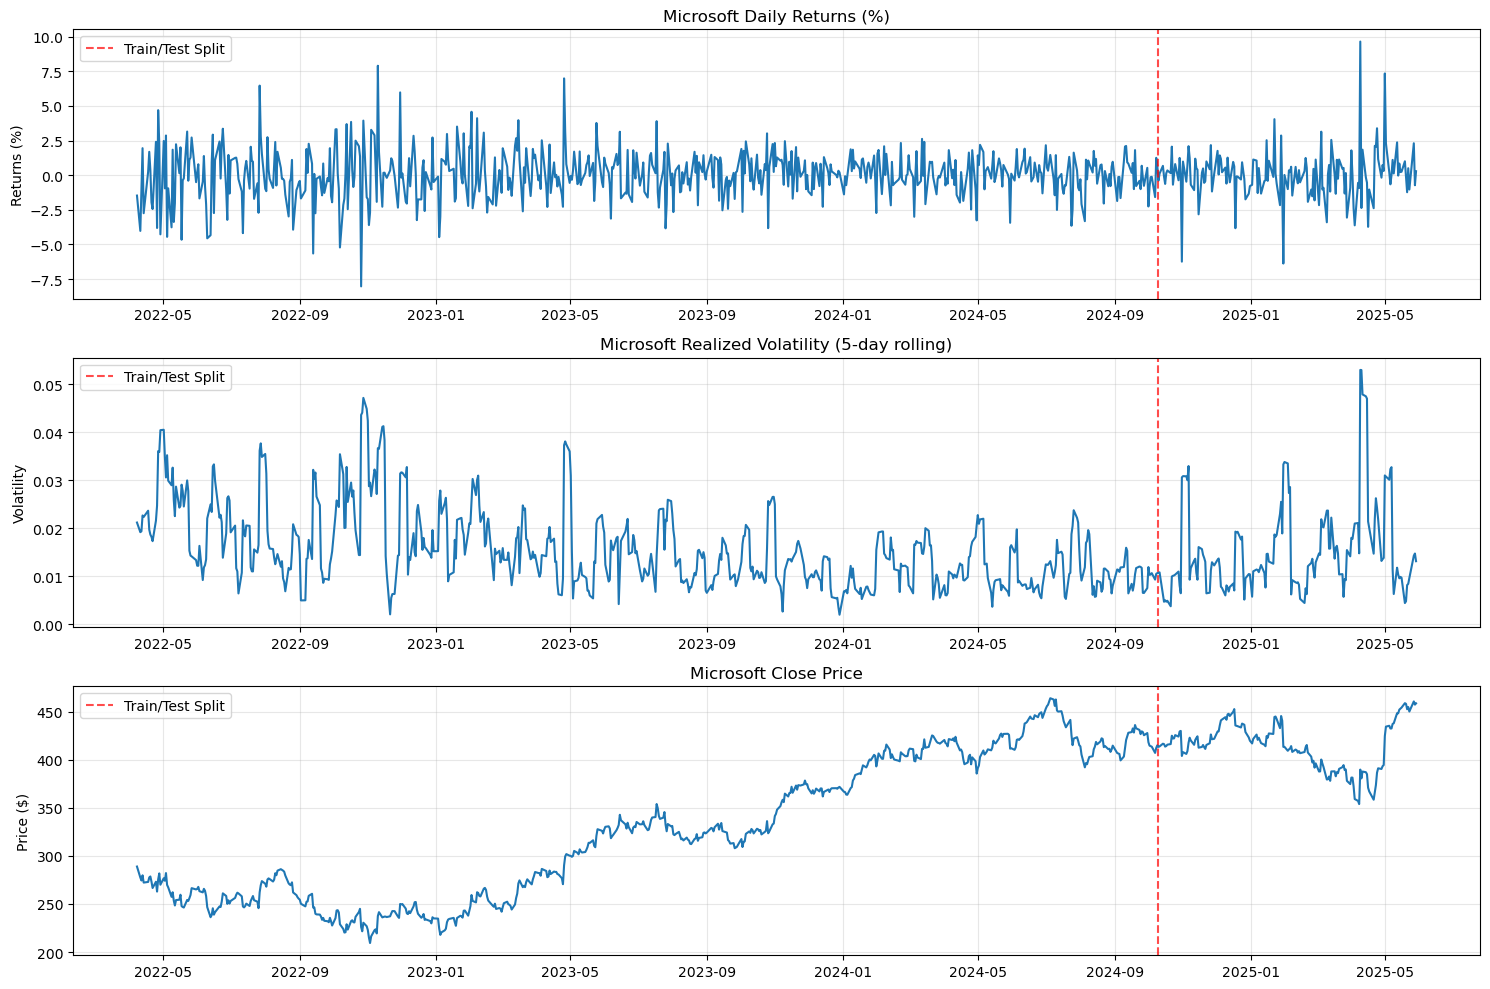 Microsoft Daily Returns (%)
Train/Test Split
Returns (%)
10.0
7.5
5.0
2.5
0.0
−2.5
−5.0
−7.5
2022-05 2022-09 2023-01 2023-05 2023-09 2024-01 2024-05 2024-09 2025-01 2025-05
Microsoft Realized Volatility (5-day rolling)
Train/Test Split
Volatility
0.05
0.04
0.03
0.02
0.01
0.00
2022-05 2022-09 2023-01 2023-05 2023-09 2024-01 2024-05 2024-09 2025-01 2025-05
Microsoft Close Price
Train/Test Split
Price ($)
450
400
350
300
250
200
2022-05 2022-09 2023-01 2023-05 2023-09 2024-01 2024-05 2024-09 2025-01 2025-05